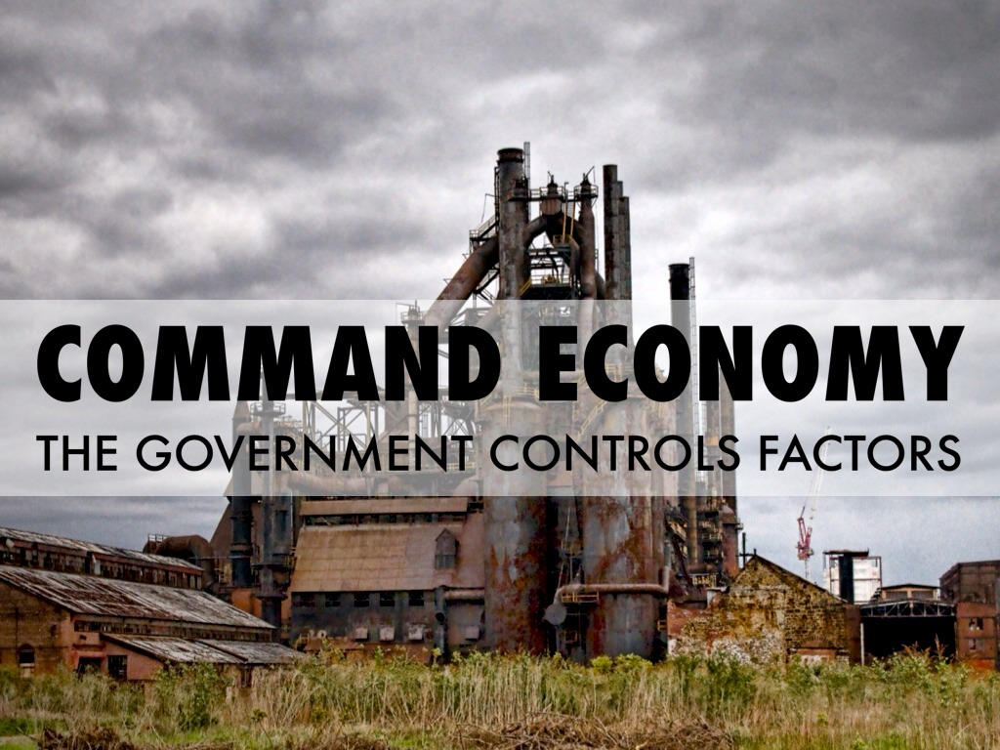 COMMAND ECONOMY
THE GOVERNMENT CONTROLS FACTORS